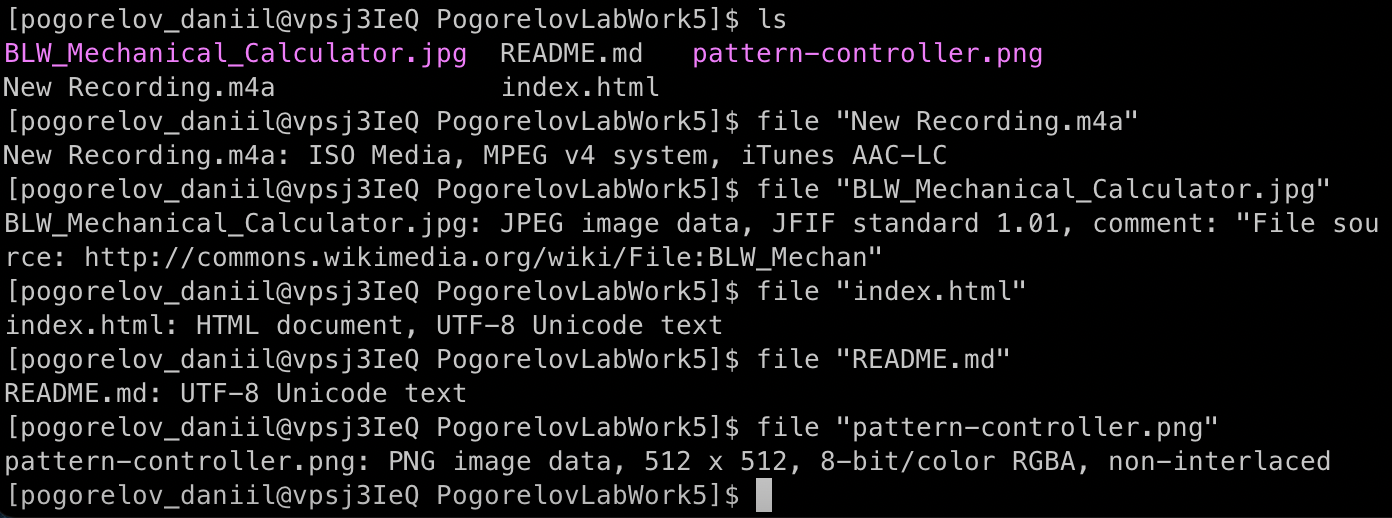 [pogorelov_daniil@vpsj3IeQ PogorelovLabWork5]$ ls
BLW_Mechanical_Calculator.jpg  README.md   pattern-controller.png
New Recording.m4a              index.html
[pogorelov_daniil@vpsj3IeQ PogorelovLabWork5]$ file "New Recording.m4a"
New Recording.m4a: ISO Media, MPEG v4 system, iTunes AAC-LC
[pogorelov_daniil@vpsj3IeQ PogorelovLabWork5]$ file "BLW_Mechanical_Calculator.jpg"
BLW_Mechanical_Calculator.jpg: JPEG image data, JFIF standard 1.01, comment: "File sou
rce: http://commons.wikimedia.org/wiki/File:BLW_Mechan"
[pogorelov_daniil@vpsj3IeQ PogorelovLabWork5]$ file "index.html"
index.html: HTML document, UTF-8 Unicode text
[pogorelov_daniil@vpsj3IeQ PogorelovLabWork5]$ file "README.md"
README.md: UTF-8 Unicode text
[pogorelov_daniil@vpsj3IeQ PogorelovLabWork5]$ file "pattern-controller.png"
pattern-controller.png: PNG image data, 512 x 512, 8-bit/color RGBA, non-interlaced
[pogorelov_daniil@vpsj3IeQ PogorelovLabWork5]$